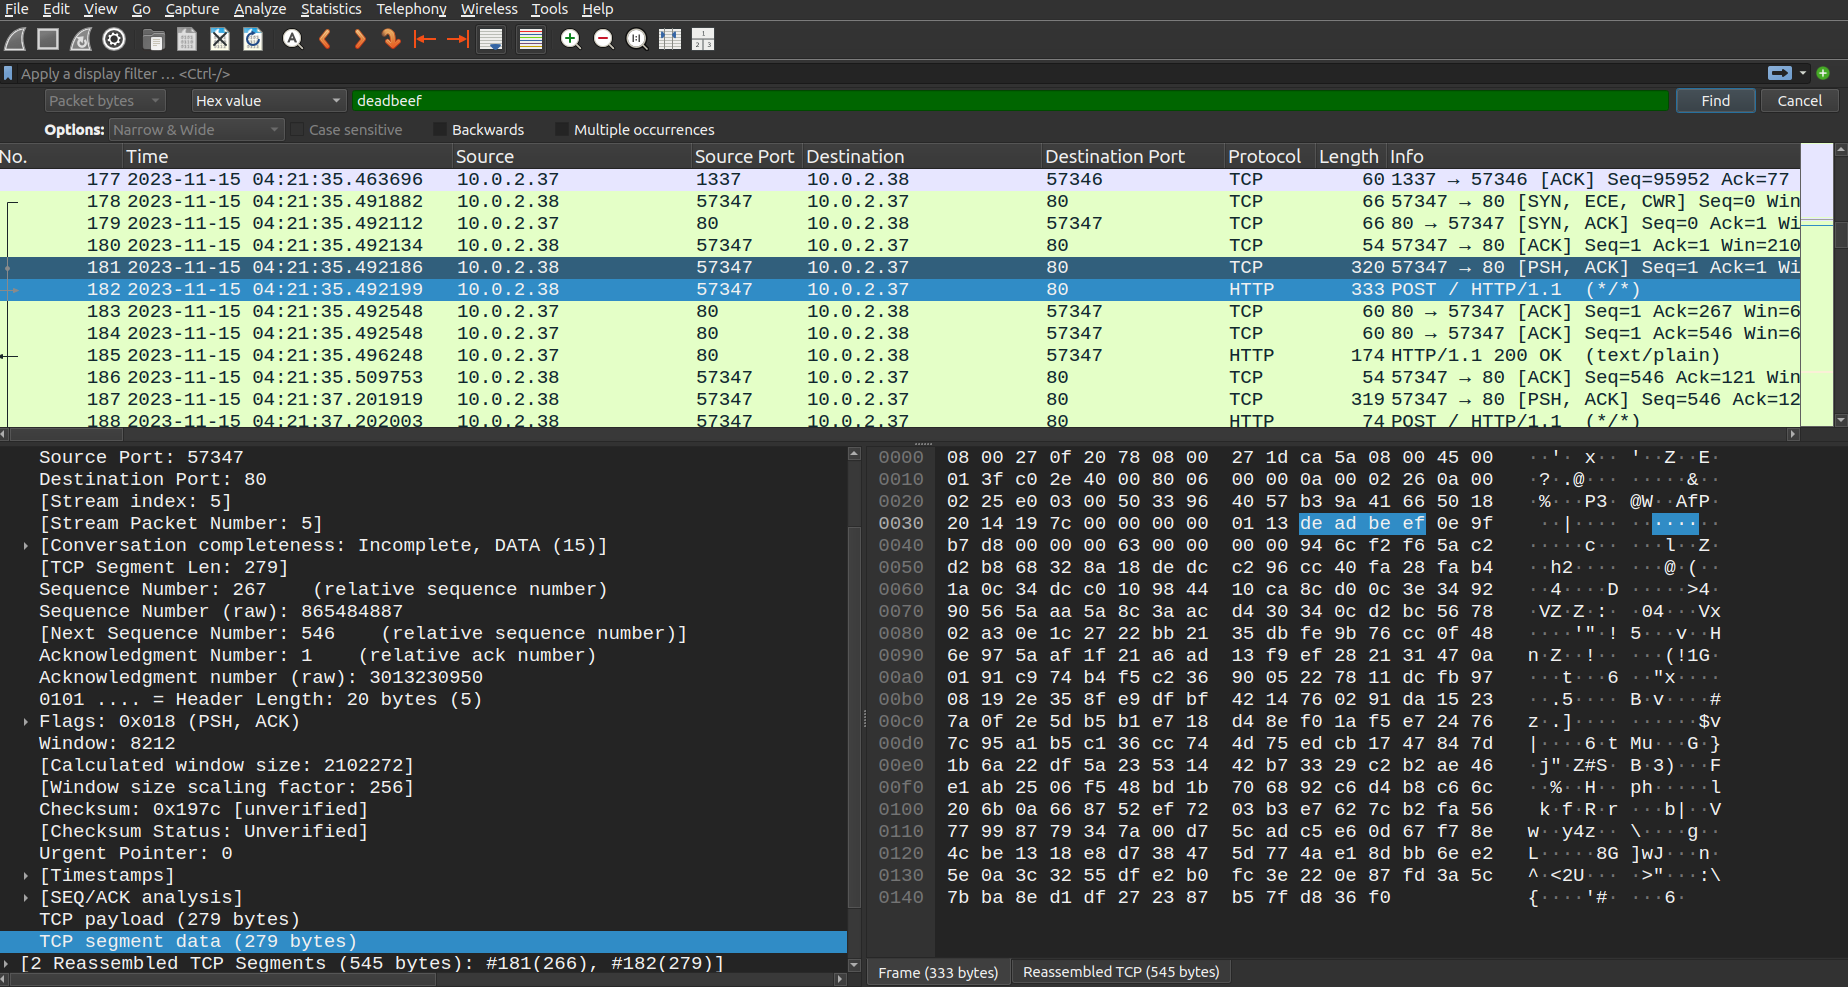 File Edit View Go Capture Analyze Statistics Telephony Wireless Tools Help
Apply a display filter … <Ctrl-/>
Packet bytes Hex value deadbeef Find Cancel
Options: Narrow & Wide Case sensitive Backwards Multiple occurrences
No. Time Source Source Port Destination Destination Port Protocol Length Info
177 2023-11-15 04:21:35.463696 10.0.2.37 1337 10.0.2.38 57346 TCP 60 1337 → 57346 [ACK] Seq=95952 Ack=77
178 2023-11-15 04:21:35.491882 10.0.2.38 57347 10.0.2.37 80 TCP 66 57347 → 80 [SYN, ECE, CWR] Seq=0 Win
179 2023-11-15 04:21:35.492112 10.0.2.37 80 10.0.2.38 57347 TCP 66 80 → 57347 [SYN, ACK] Seq=0 Ack=1 Wi
180 2023-11-15 04:21:35.492134 10.0.2.38 57347 10.0.2.37 80 TCP 54 57347 → 80 [ACK] Seq=1 Ack=1 Win=210
181 2023-11-15 04:21:35.492186 10.0.2.38 57347 10.0.2.37 80 TCP 320 57347 → 80 [PSH, ACK] Seq=1 Ack=1 Wi
182 2023-11-15 04:21:35.492199 10.0.2.38 57347 10.0.2.37 80 HTTP 333 POST / HTTP/1.1 (*/*)
183 2023-11-15 04:21:35.492548 10.0.2.37 80 10.0.2.38 57347 TCP 60 80 → 57347 [ACK] Seq=1 Ack=267 Win=6
184 2023-11-15 04:21:35.492548 10.0.2.37 80 10.0.2.38 57347 TCP 60 80 → 57347 [ACK] Seq=1 Ack=546 Win=6
185 2023-11-15 04:21:35.496248 10.0.2.37 80 10.0.2.38 57347 HTTP 174 HTTP/1.1 200 OK (text/plain)
186 2023-11-15 04:21:35.509753 10.0.2.38 57347 10.0.2.37 80 TCP 54 57347 → 80 [ACK] Seq=546 Ack=121 Win
187 2023-11-15 04:21:37.201919 10.0.2.38 57347 10.0.2.37 80 TCP 319 57347 → 80 [PSH, ACK] Seq=546 Ack=12
188 2023-11-15 04:21:37.202003 10.0.2.38 57347 10.0.2.37 80 HTTP 74 POST / HTTP/1.1 (*/*)
Source Port: 57347
Destination Port: 80
[Stream index: 5]
[Stream Packet Number: 5]
[Conversation completeness: Incomplete, DATA (15)]
[TCP Segment Len: 279]
Sequence Number: 267 (relative sequence number)
Sequence Number (raw): 865484887
[Next Sequence Number: 546 (relative sequence number)]
Acknowledgment Number: 1 (relative ack number)
Acknowledgment number (raw): 3013230950
0101 .... = Header Length: 20 bytes (5)
Flags: 0x018 (PSH, ACK)
Window: 8212
[Calculated window size: 2102272]
[Window size scaling factor: 256]
Checksum: 0x197c [unverified]
[Checksum Status: Unverified]
Urgent Pointer: 0
[Timestamps]
[SEQ/ACK analysis]
TCP payload (279 bytes)
TCP segment data (279 bytes)
[2 Reassembled TCP Segments (545 bytes): #181(266), #182(279)]
0000 08 00 27 0f 20 78 08 00 27 1d ca 5a 08 00 45 00 ··' x·· '··Z··E·
0010 01 3f c0 2e 40 00 80 06 00 00 0a 00 02 26 0a 00 ·?·.@··· ·····&··
0020 02 25 e0 03 00 50 33 96 40 57 b3 9a 41 66 50 18 ·%···P3· @W··AfP·
0030 20 14 19 7c 00 00 00 00 01 13 de ad be ef 0e 9f ··|···· ········
0040 b7 d8 00 00 00 63 00 00 00 00 94 6c f2 f6 5a c2 ·····c·· ···l··Z·
0050 d2 b8 68 32 8a 18 de dc c2 96 cc 40 fa 28 fa b4 ··h2···· ···@·(··
0060 1a 0c 34 dc c0 10 98 44 10 ca 8c d0 0c 3e 34 92 ··4····D ·····>4·
0070 90 56 5a aa 5a 8c 3a ac d4 30 34 0c d2 bc 56 78 ·VZ·Z·:· ·04···Vx
0080 02 a3 0e 1c 27 22 bb 21 35 db fe 9b 76 cc 0f 48 ····'"·! 5···v··H
0090 6e 97 5a af 1f 21 a6 ad 13 f9 ef 28 21 31 47 0a n·Z··!·· ···(!1G·
00a0 01 91 c9 74 b4 f5 c2 36 90 05 22 78 11 dc fb 97 ···t···6 ··"x····
00b0 08 19 2e 35 8f e9 df bf 42 14 76 02 91 da 15 23 ··.5···· B·v····#
00c0 7a 0f 2e 5d b5 b1 e7 18 d4 8e f0 1a f5 e7 24 76 z·.]···· ······$v
00d0 7c 95 a1 b5 c1 36 cc 74 4d 75 ed cb 17 47 84 7d |····6·t Mu···G·}
00e0 1b 6a 22 df 5a 23 53 14 42 b7 33 29 c2 b2 ae 46 ·j"·Z#S· B·3)···F
00f0 e1 ab 25 06 f5 48 bd 1b 70 68 92 c6 d4 b8 c6 6c ··%··H·· ph·····l
0100 20 6b 0a 66 87 52 ef 72 03 b3 e7 62 7c b2 fa 56 k·f·R·r ···b|··V
0110 77 99 87 79 34 7a 00 d7 5c ad c5 e6 0d 67 f7 8e w··y4z·· \····g··
0120 4c be 13 18 e8 d7 38 47 5d 77 4a e1 8d bb 6e e2 L·····8G ]wJ···n·
0130 5e 0a 3c 32 55 df e2 b0 fc 3e 22 0e 87 fd 3a 5c ^·<2U··· ·>"···:\
0140 7b ba 8e d1 df 27 23 87 b5 7f d8 36 f0 {····'#· ···6·
Frame (333 bytes) Reassembled TCP (545 bytes)